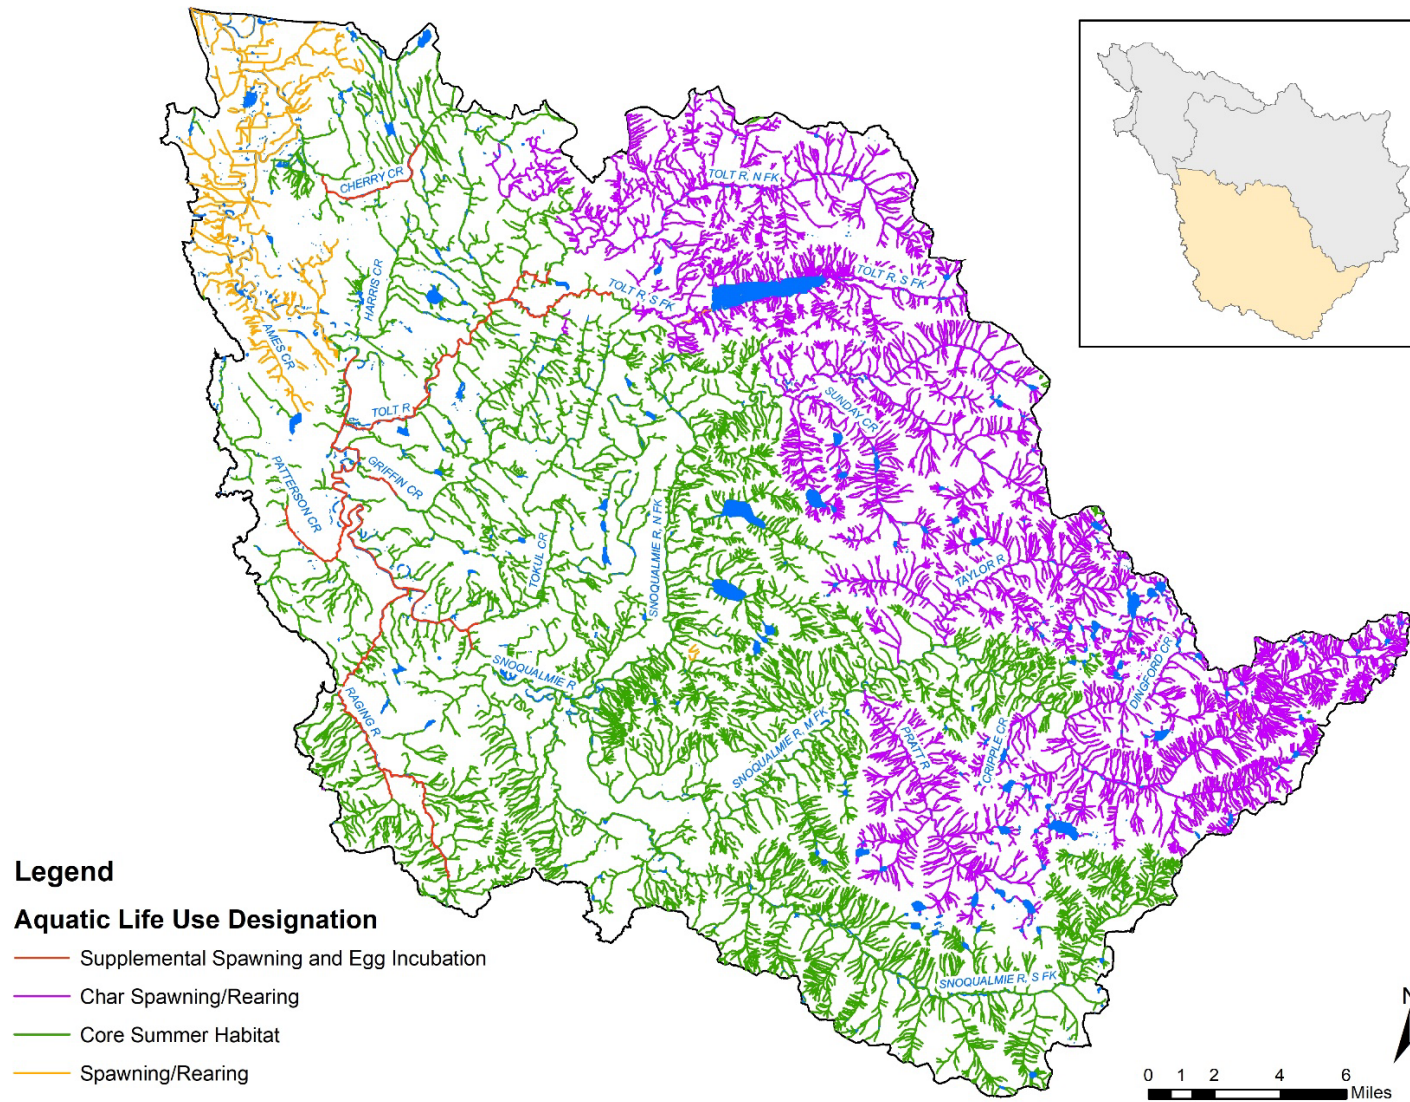 CHERRY CR
TOLT R, N FK
TOLT R, S FK
TOLT R, S FK
HARRIS CR
AMES CR
TOLT R
SUNDAY CR
GRIFFIN CR
PATTERSON CR
TOKUL CR
SNOQUALMIE R, N FK
TAYLOR R
SNOQUALMIE R
DINGFORD CR
RAGING R
SNOQUALMIE R, M FK
PRATT R
CRIPPLE CR
SNOQUALMIE R, S FK
Legend
Aquatic Life Use Designation
Supplemental Spawning and Egg Incubation
Char Spawning/Rearing
Core Summer Habitat
Spawning/Rearing
N
0 1 2 4 6
Miles